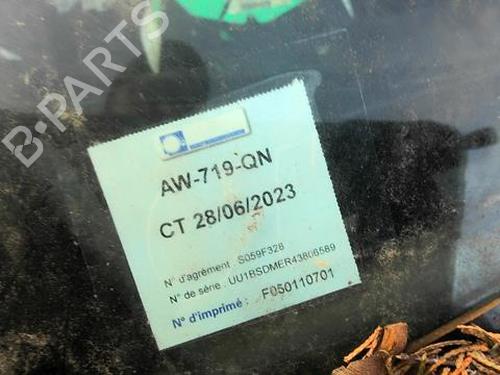 B-PARTS
AW-719-QN
CT 28/06/2023
N° d'agrément : S059F328
N° de série : UU1BSDMER43806589
N° d'imprimé : F050110701